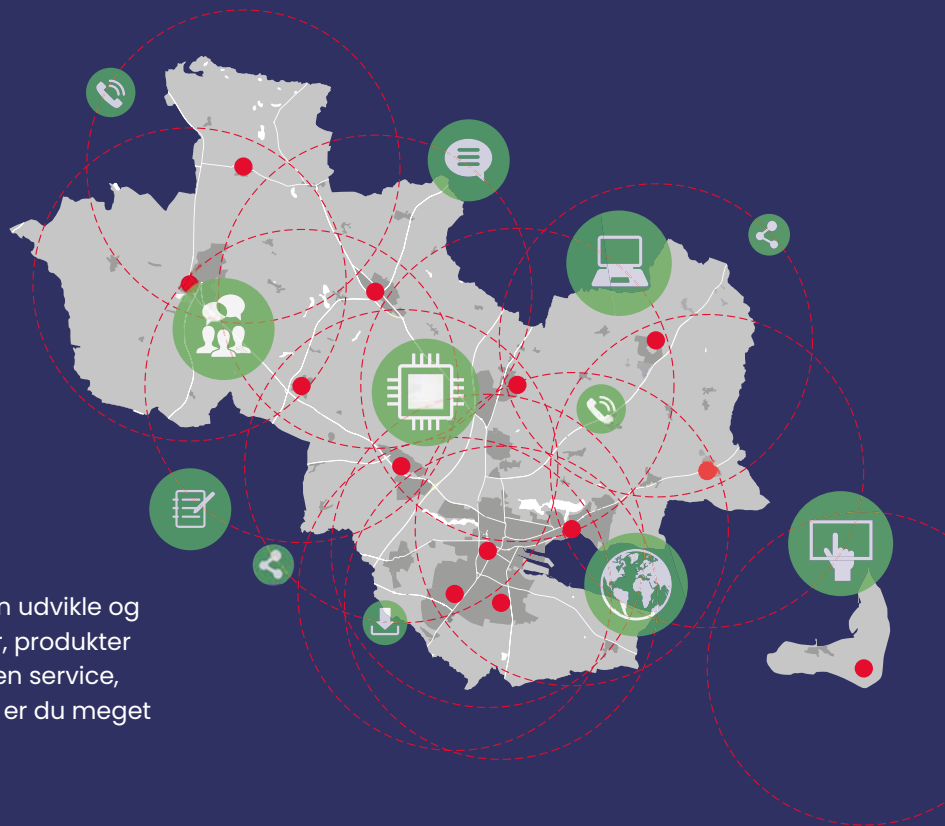 n udvikle og
, produkter
en service,
er du meget